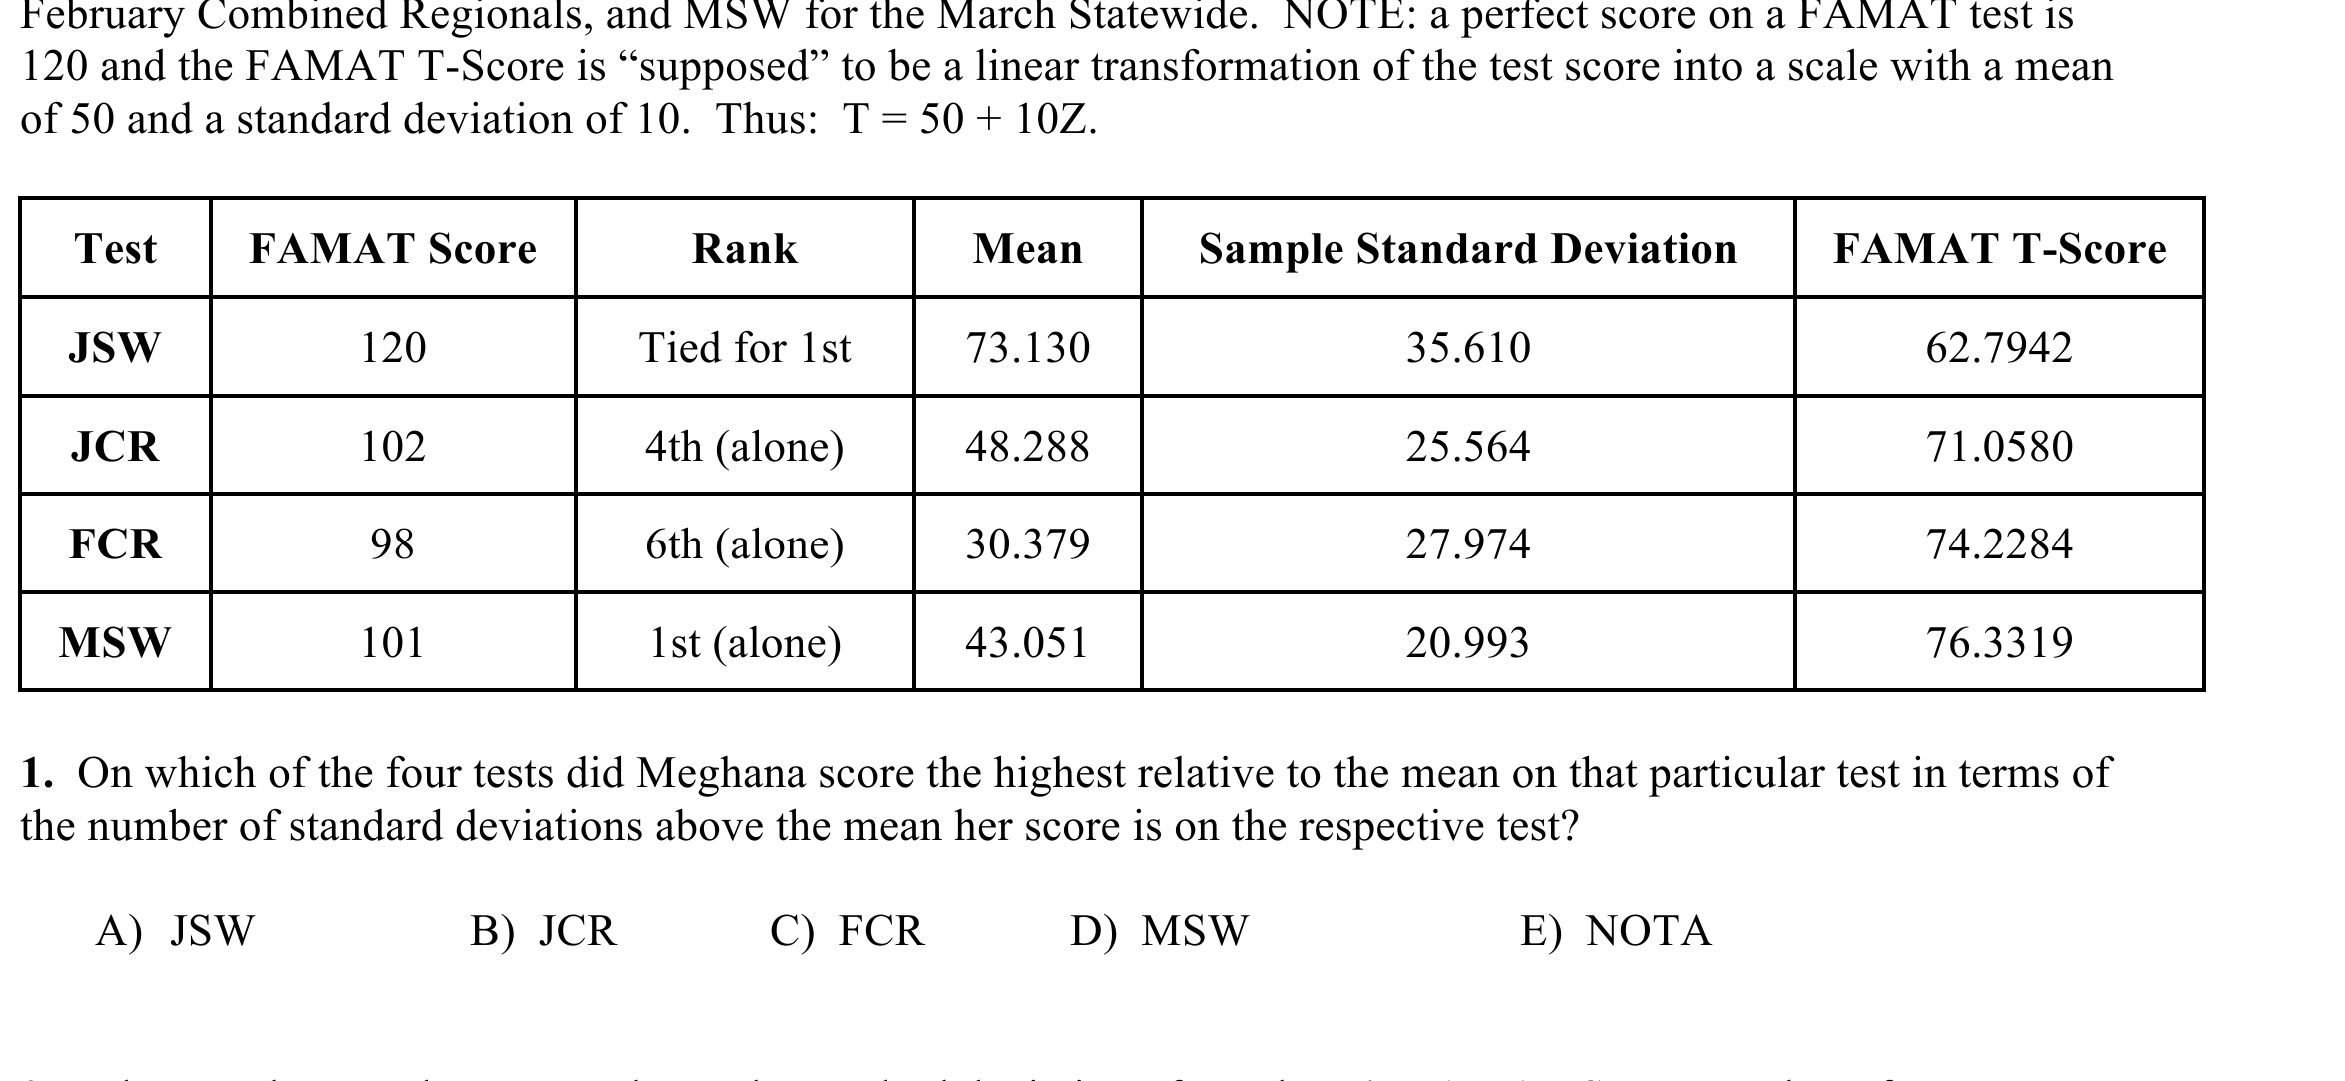 February Combined Regionals, and MSW for the March Statewide. NOTE: a perfect score on a FAMAT test is
120 and the FAMAT T-Score is “supposed” to be a linear transformation of the test score into a scale with a mean
of 50 and a standard deviation of 10. Thus: T = 50 + 10Z.
Test FAMAT Score Rank Mean Sample Standard Deviation FAMAT T-Score
JSW 120 Tied for 1st 73.130 35.610 62.7942
JCR 102 4th (alone) 48.288 25.564 71.0580
FCR 98 6th (alone) 30.379 27.974 74.2284
MSW 101 1st (alone) 43.051 20.993 76.3319
1. On which of the four tests did Meghana score the highest relative to the mean on that particular test in terms of
the number of standard deviations above the mean her score is on the respective test?
A) JSW B) JCR C) FCR D) MSW E) NOTA